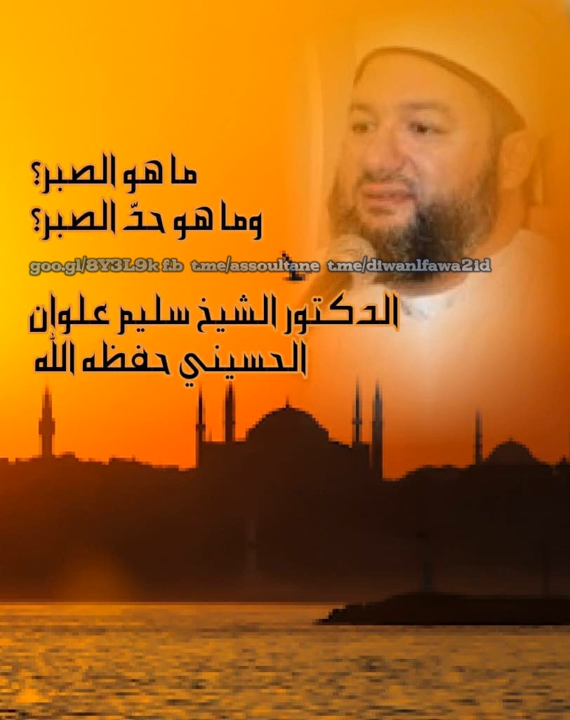 ما هو الصبر؟
وما هو حدّ الصبر؟
goo.gl/8Y3L9k fb t.me/assoultane t.me/diwanlfawa2id
الدكتور الشيخ سليم علوان
الحسيني حفظه الله